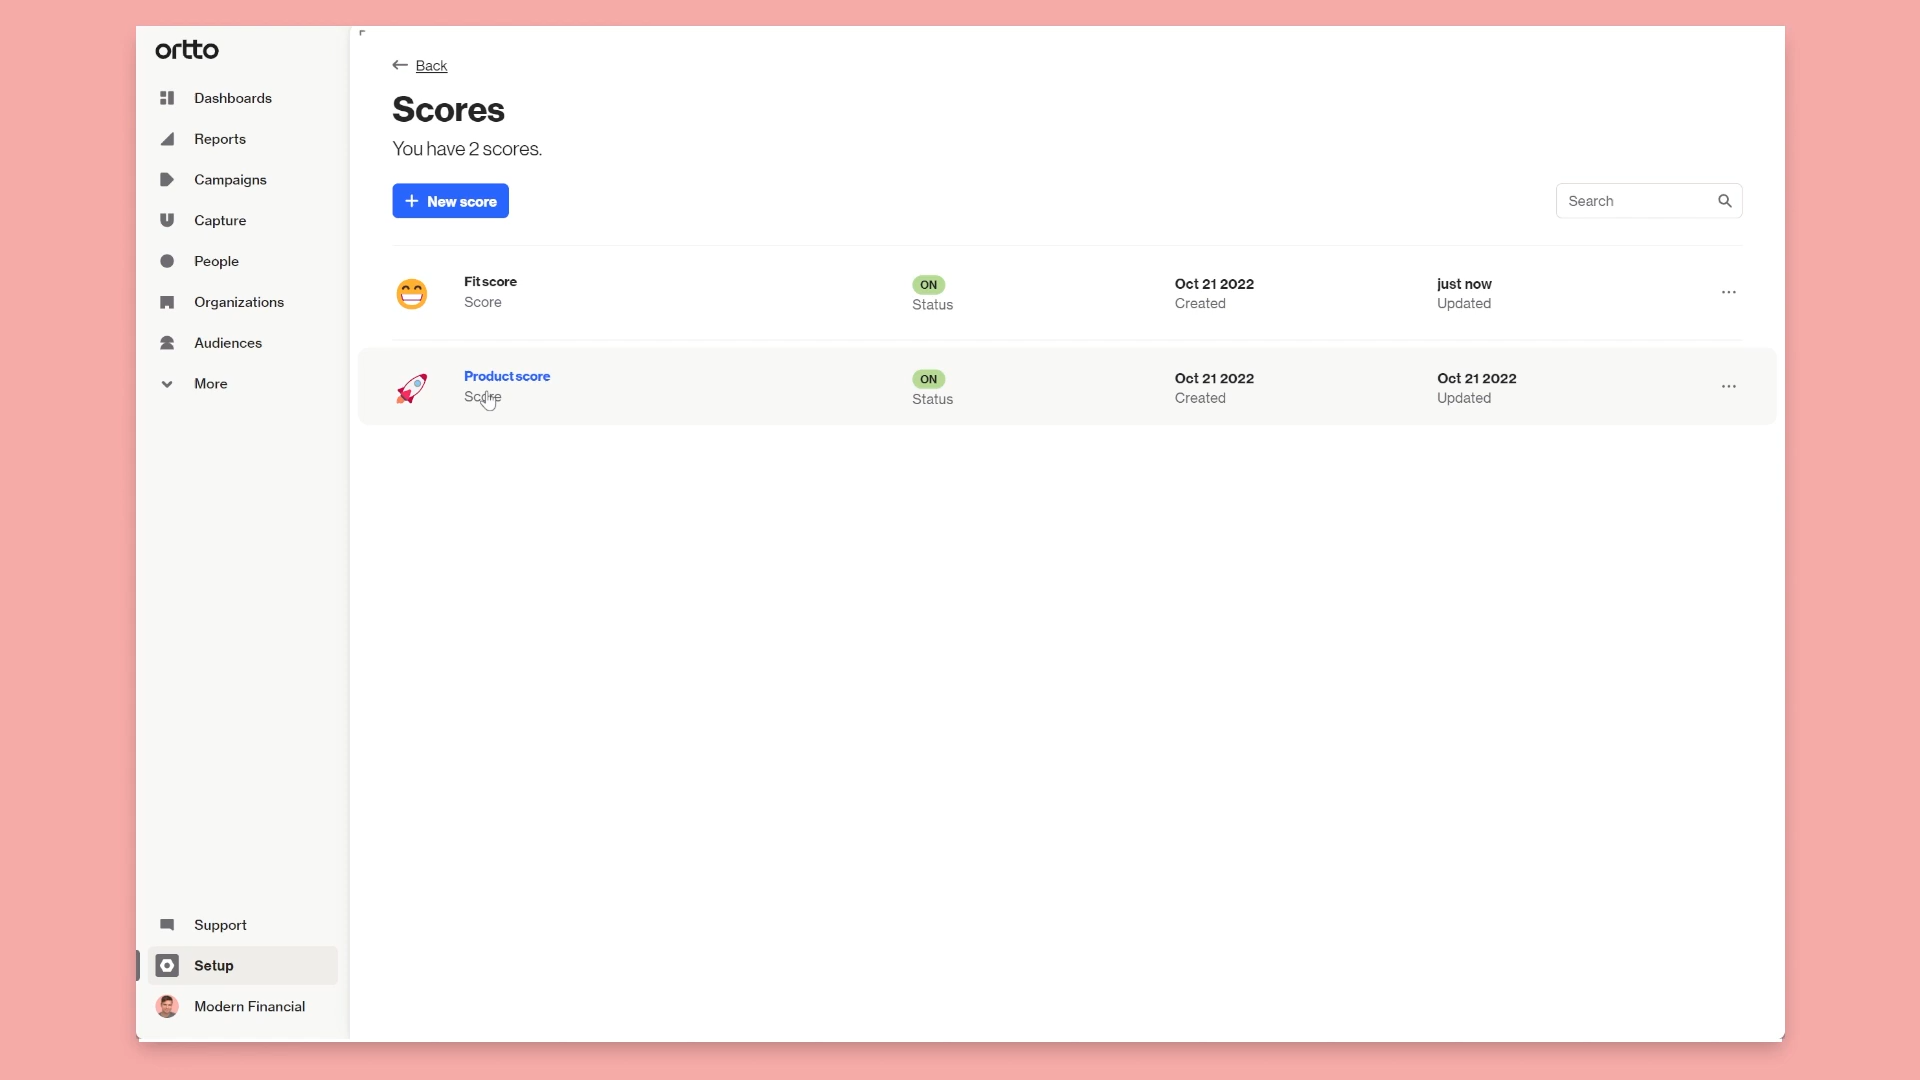 ortto
Dashboards
Reports
Campaigns
Capture
People
Organizations
Audiences
More
Support
Setup
Modern Financial
Back
Scores
You have 2 scores.
New score
Search
Fit score
Score
ON
Status
Oct 21 2022
Created
just now
Updated
Product score
Score
ON
Status
Oct 21 2022
Created
Oct 21 2022
Updated